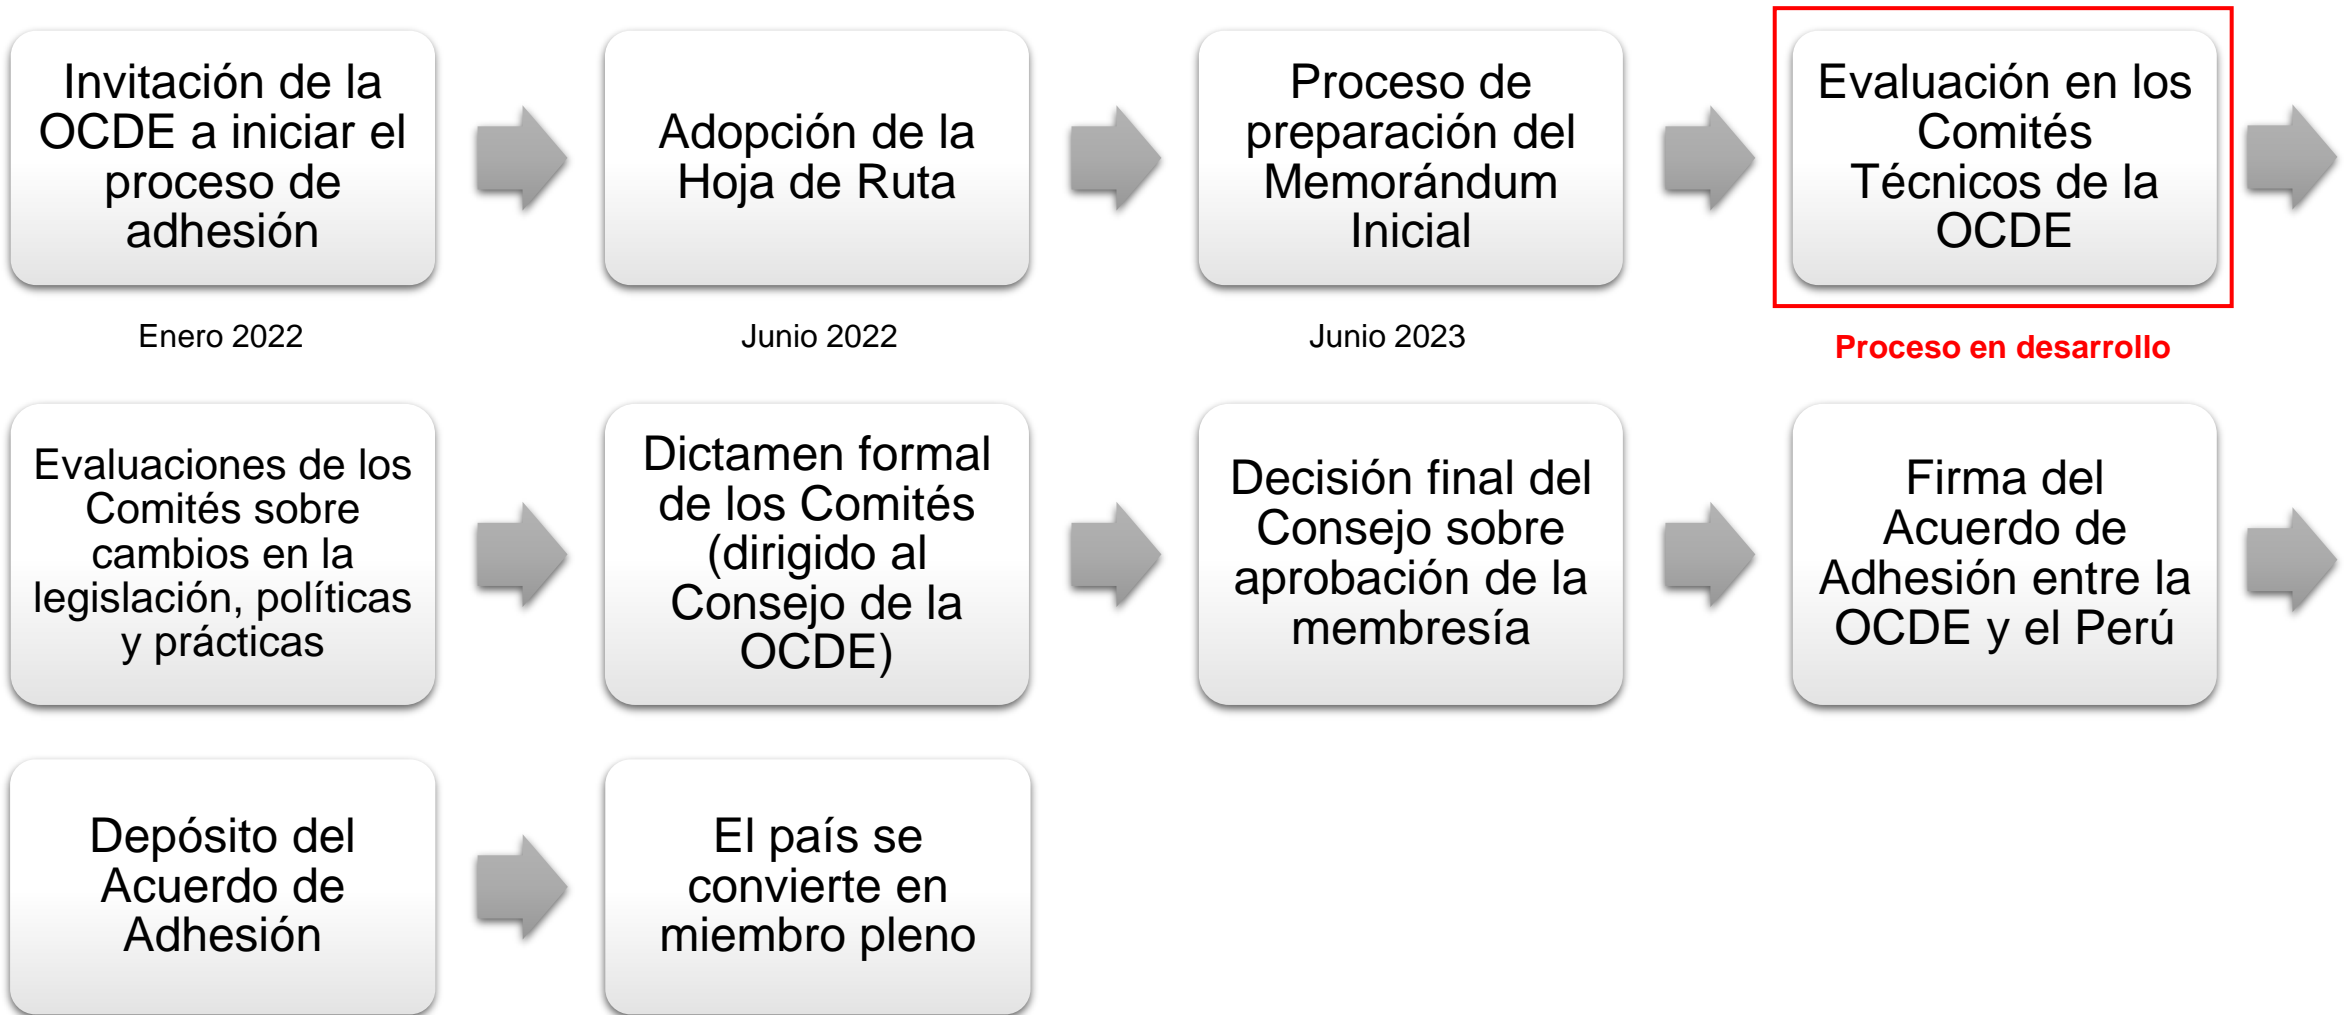 Invitación de la
OCDE a iniciar el
proceso de
adhesión
Adopción de la
Hoja de Ruta
Proceso de
preparación del
Memorándum
Inicial
Evaluación en los
Comités
Técnicos de la
OCDE
Enero 2022
Junio 2022
Junio 2023
Proceso en desarrollo
Evaluaciones de los
Comités sobre
cambios en la
legislación, políticas
y prácticas
Dictamen formal
de los Comités
(dirigido al
Consejo de la
OCDE)
Decisión final del
Consejo sobre
aprobación de la
membresía
Firma del
Acuerdo de
Adhesión entre la
OCDE y el Perú
Depósito del
Acuerdo de
Adhesión
El país se
convierte en
miembro pleno